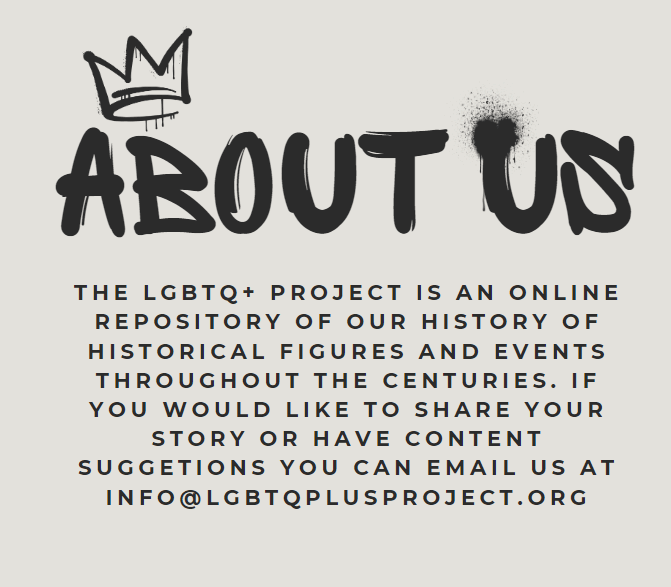 ABOUT US
THE LGBTQ+ PROJECT IS AN ONLINE
REPOSITORY OF OUR HISTORY OF
HISTORICAL FIGURES AND EVENTS
THROUGHOUT THE CENTURIES. IF
YOU WOULD LIKE TO SHARE YOUR
STORY OR HAVE CONTENT
SUGGETIONS YOU CAN EMAIL US AT
INFO@LGBTQPLUSPROJECT.ORG